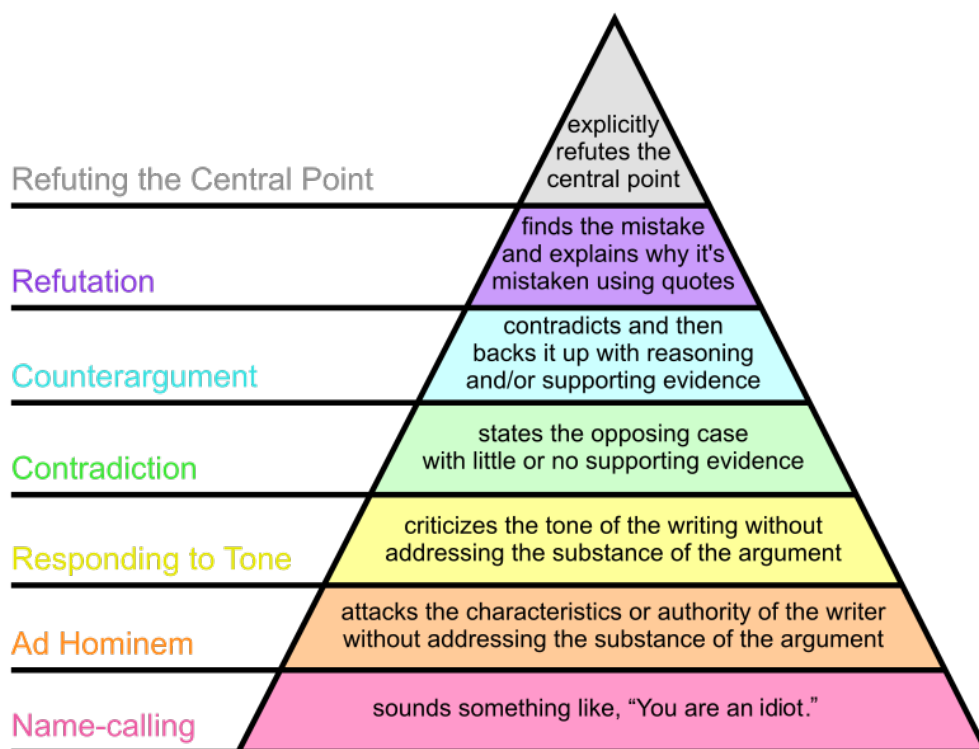 explicitly
refutes the
central point
Refuting the Central Point
finds the mistake
and explains why it's
mistaken using quotes
Refutation
contradicts and then
backs it up with reasoning
and/or supporting evidence
Counterargument
states the opposing case
with little or no supporting evidence
Contradiction
criticizes the tone of the writing without
addressing the substance of the argument
Responding to Tone
attacks the characteristics or authority of the writer
without addressing the substance of the argument
Ad Hominem
sounds something like, “You are an idiot.”
Name-calling